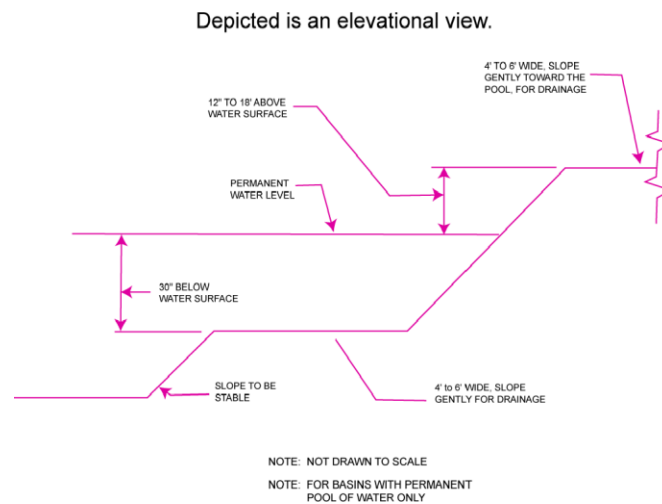 Depicted is an elevational view.
4' TO 6' WIDE, SLOPE
GENTLY TOWARD THE
POOL, FOR DRAINAGE
12" TO 18' ABOVE
WATER SURFACE
PERMANENT
WATER LEVEL
30" BELOW
WATER SURFACE
SLOPE TO BE
STABLE
4' to 6' WIDE, SLOPE
GENTLY FOR DRAINAGE
NOTE: NOT DRAWN TO SCALE
NOTE: FOR BASINS WITH PERMANENT
POOL OF WATER ONLY